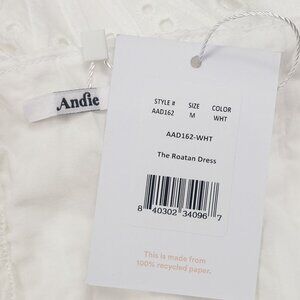 Andie
STYLE # SIZE COLOR
AAD162 M WHT
AAD162-WHT
The Roatan Dress
8 40302 34096 7
This is made from
100% recycled paper.